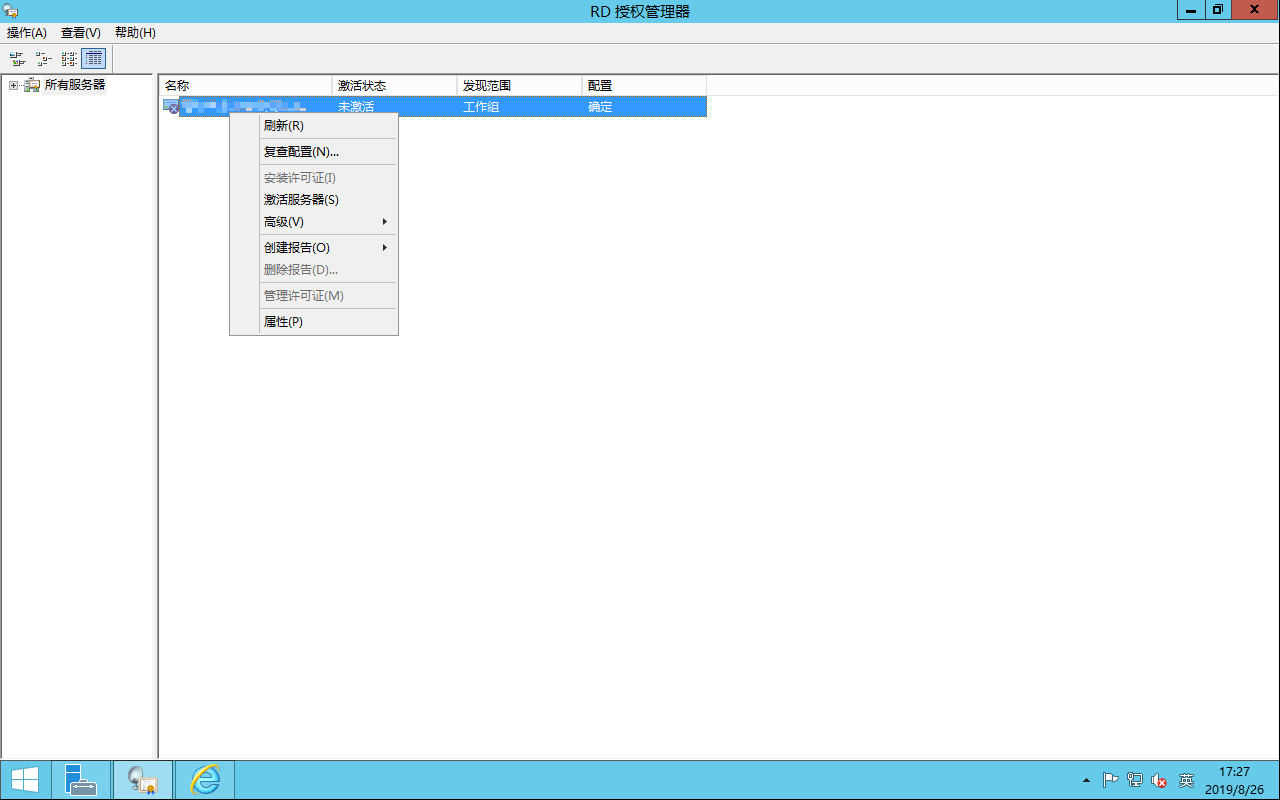 RD 授权管理器
操作(A) 查看(V) 帮助(H)
所有服务器
名称 激活状态 发现范围 配置
未激活 工作组 确定
刷新(R)
复查配置(N)...
安装许可证(I)
激活服务器(S)
高级(V)
创建报告(O)
删除报告(D)...
管理许可证(M)
属性(P)
英
17:27
2019/8/26